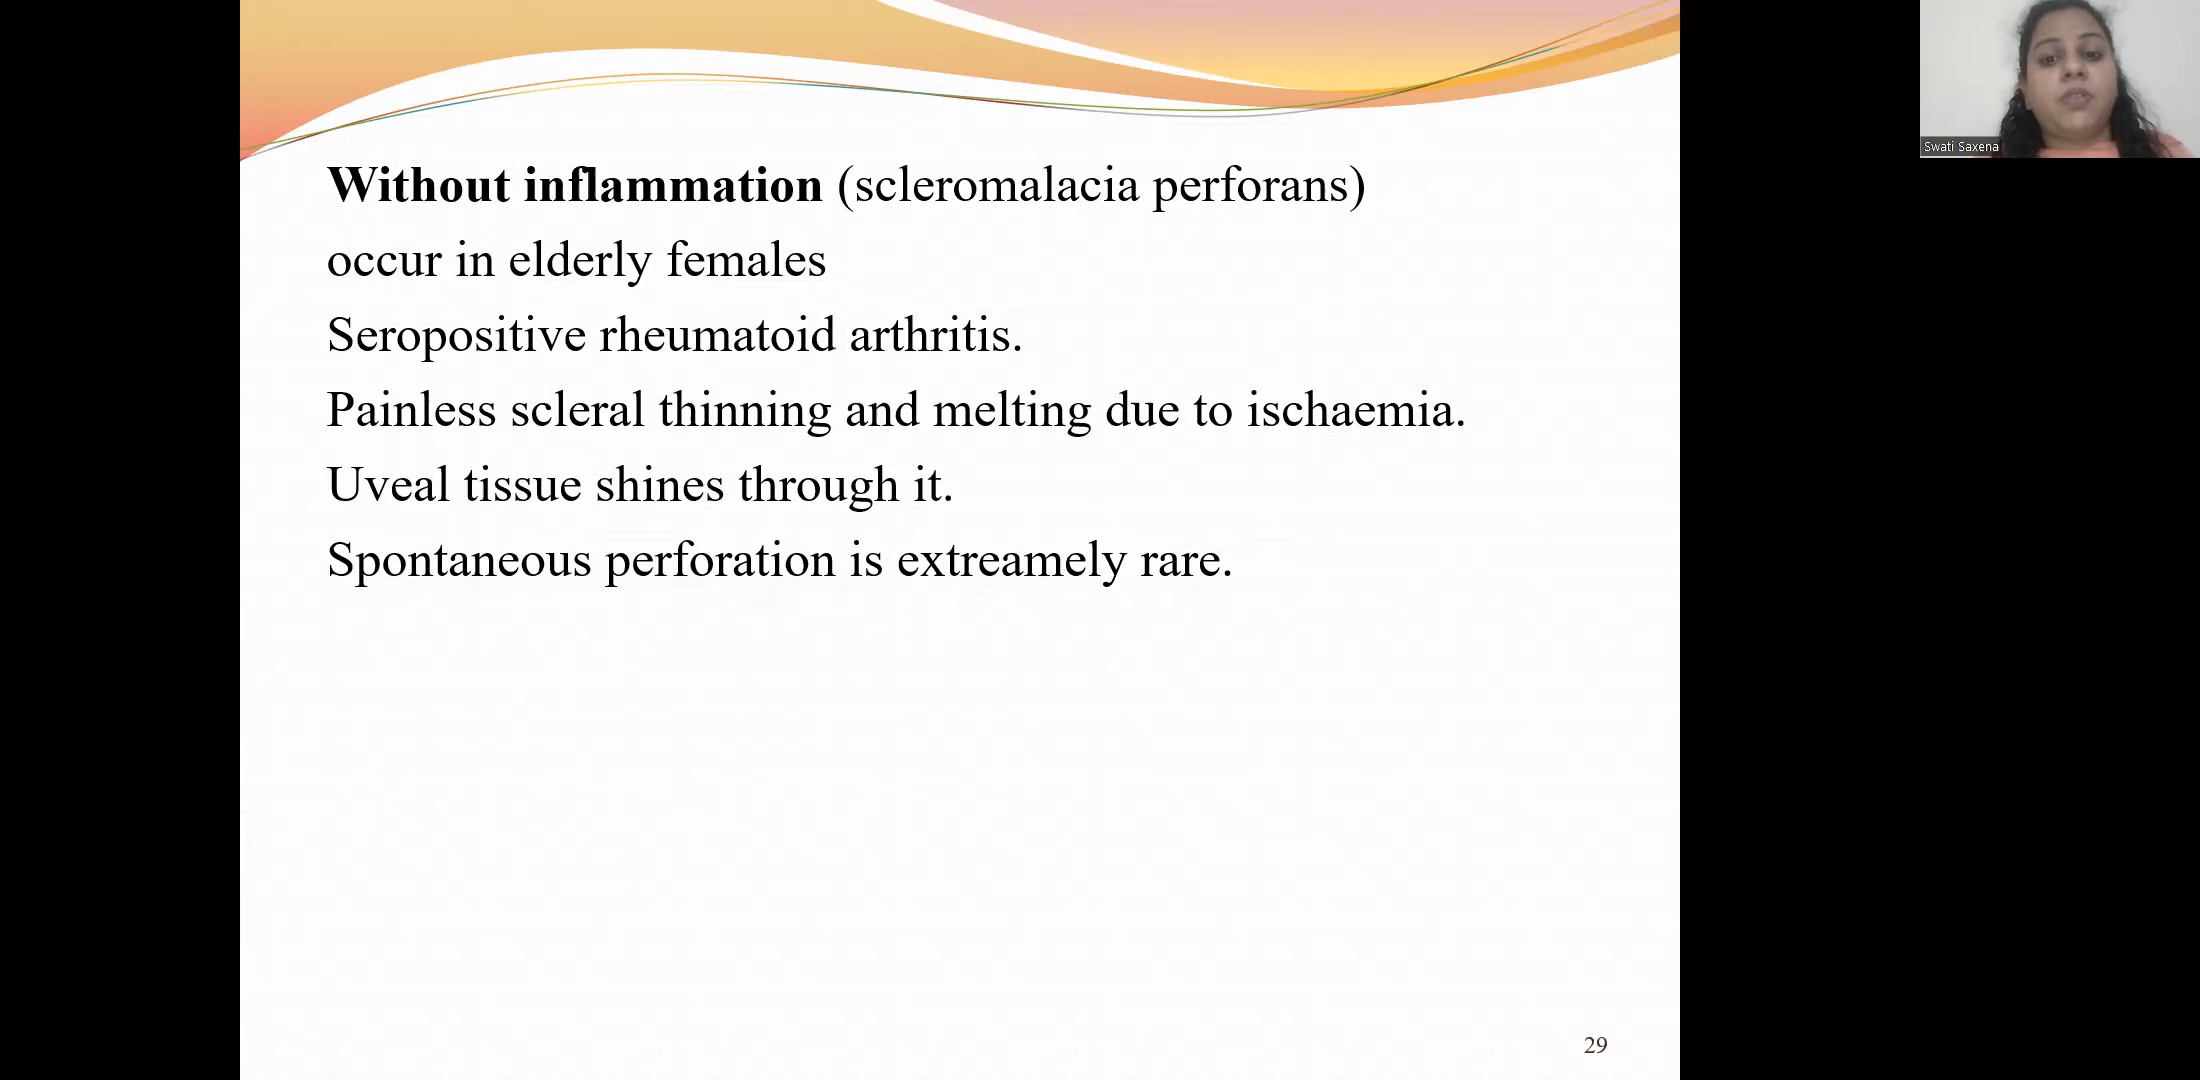 Without inflammation (scleromalacia perforans)
occur in elderly females
Seropositive rheumatoid arthritis.
Painless scleral thinning and melting due to ischaemia.
Uveal tissue shines through it.
Spontaneous perforation is extreamely rare.
29
Swati Saxena